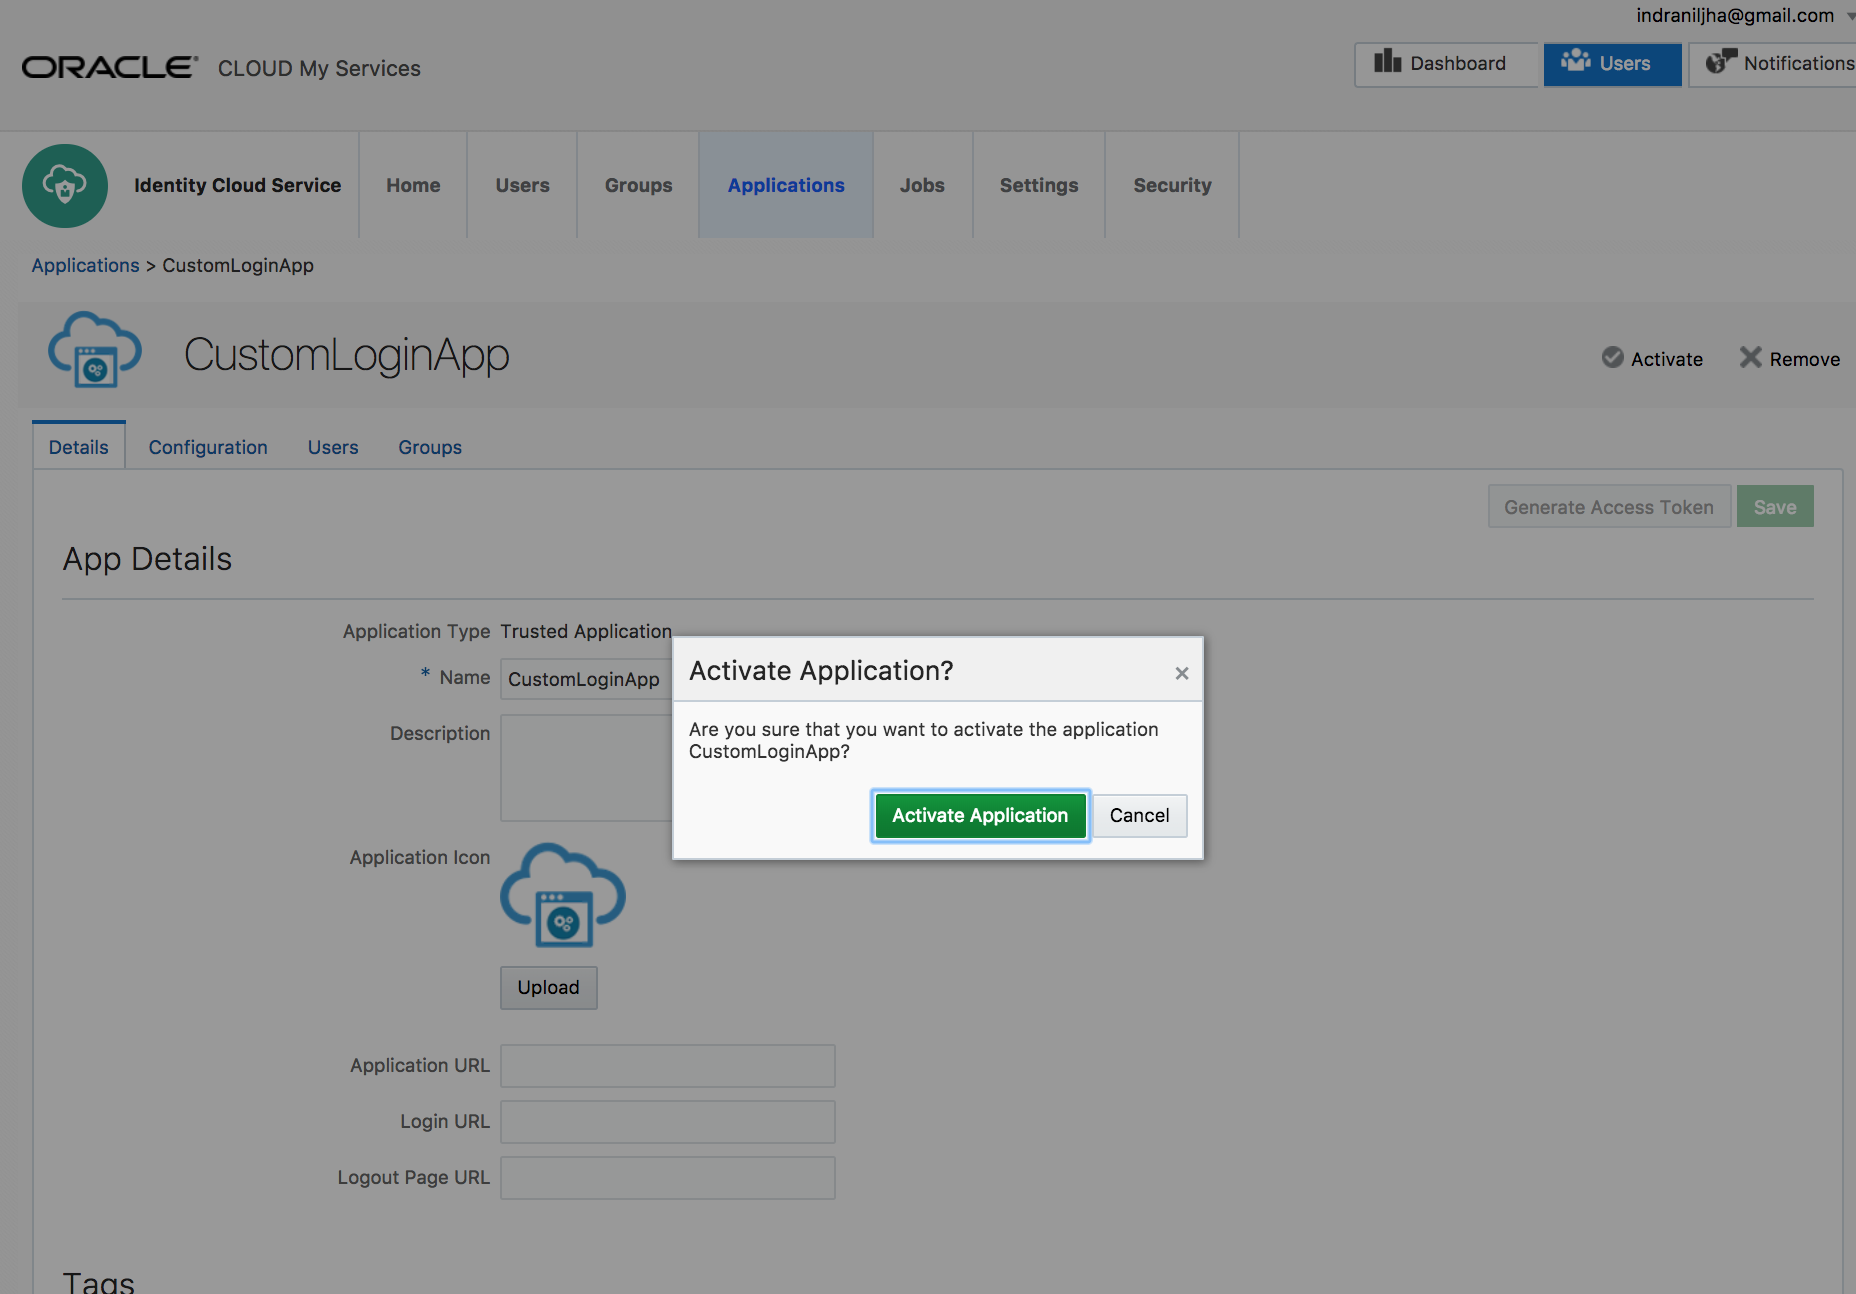 indraniljha@gmail.com
ORACLE® CLOUD My Services
Dashboard
Users
Notifications
Identity Cloud Service
Home
Users
Groups
Applications
Jobs
Settings
Security
Applications > CustomLoginApp
CustomLoginApp
Activate
Remove
Details
Configuration
Users
Groups
Generate Access Token
Save
App Details
Application Type Trusted Application
* Name CustomLoginApp
Description
Activate Application?
×
Are you sure that you want to activate the application
CustomLoginApp?
Activate Application
Cancel
Application Icon
Upload
Application URL
Login URL
Logout Page URL
Tags